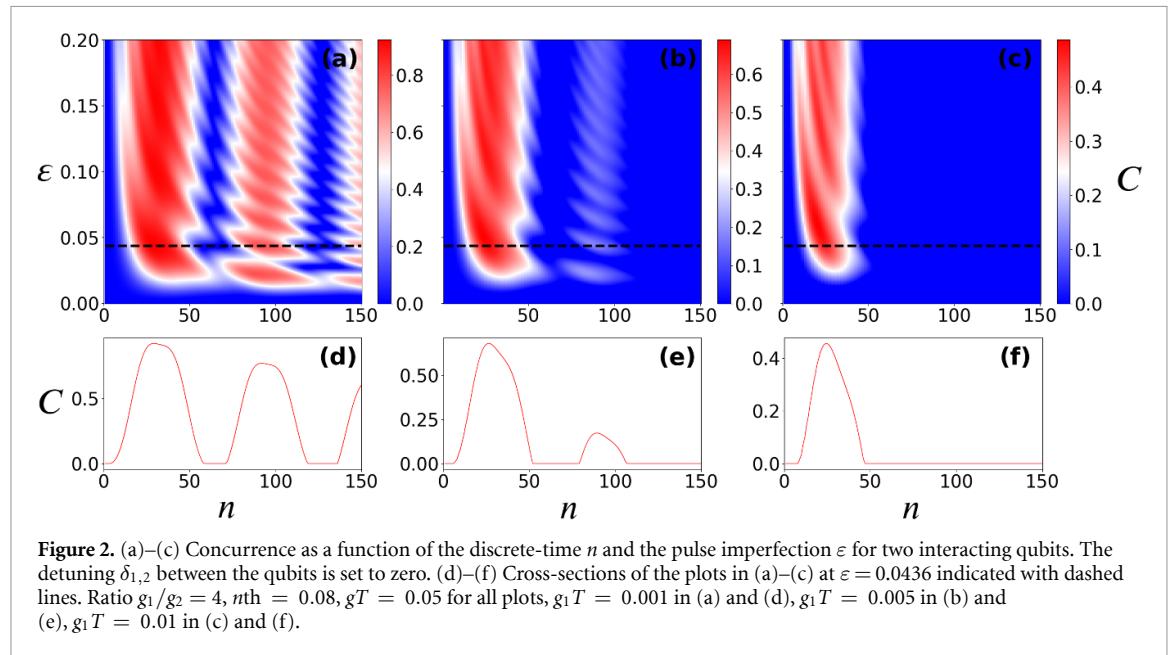 (a) (b) (c)
0.20 0.15 0.10 0.05 0.00
ε
0 50 100 150
0.8 0.6 0.4 0.2 0.0
0 50 100 150
0.6 0.5 0.4 0.3 0.2 0.1 0.0
0 50 100 150
0.4 0.3 0.2 0.1 0.0
C
(d) (e) (f)
C
0.5 0.0
0 50 100 150
n
0.50 0.25 0.00
0 50 100 150
n
0.4 0.2 0.0
0 50 100 150
n
Figure 2. (a)–(c) Concurrence as a function of the discrete-time n and the pulse imperfection ε for two interacting qubits. The
detuning δ1,2 between the qubits is set to zero. (d)–(f) Cross-sections of the plots in (a)–(c) at ε = 0.0436 indicated with dashed
lines. Ratio g1/g2 = 4, nth = 0.08, gT = 0.05 for all plots, g1T = 0.001 in (a) and (d), g1T = 0.005 in (b) and
(e), g1T = 0.01 in (c) and (f).